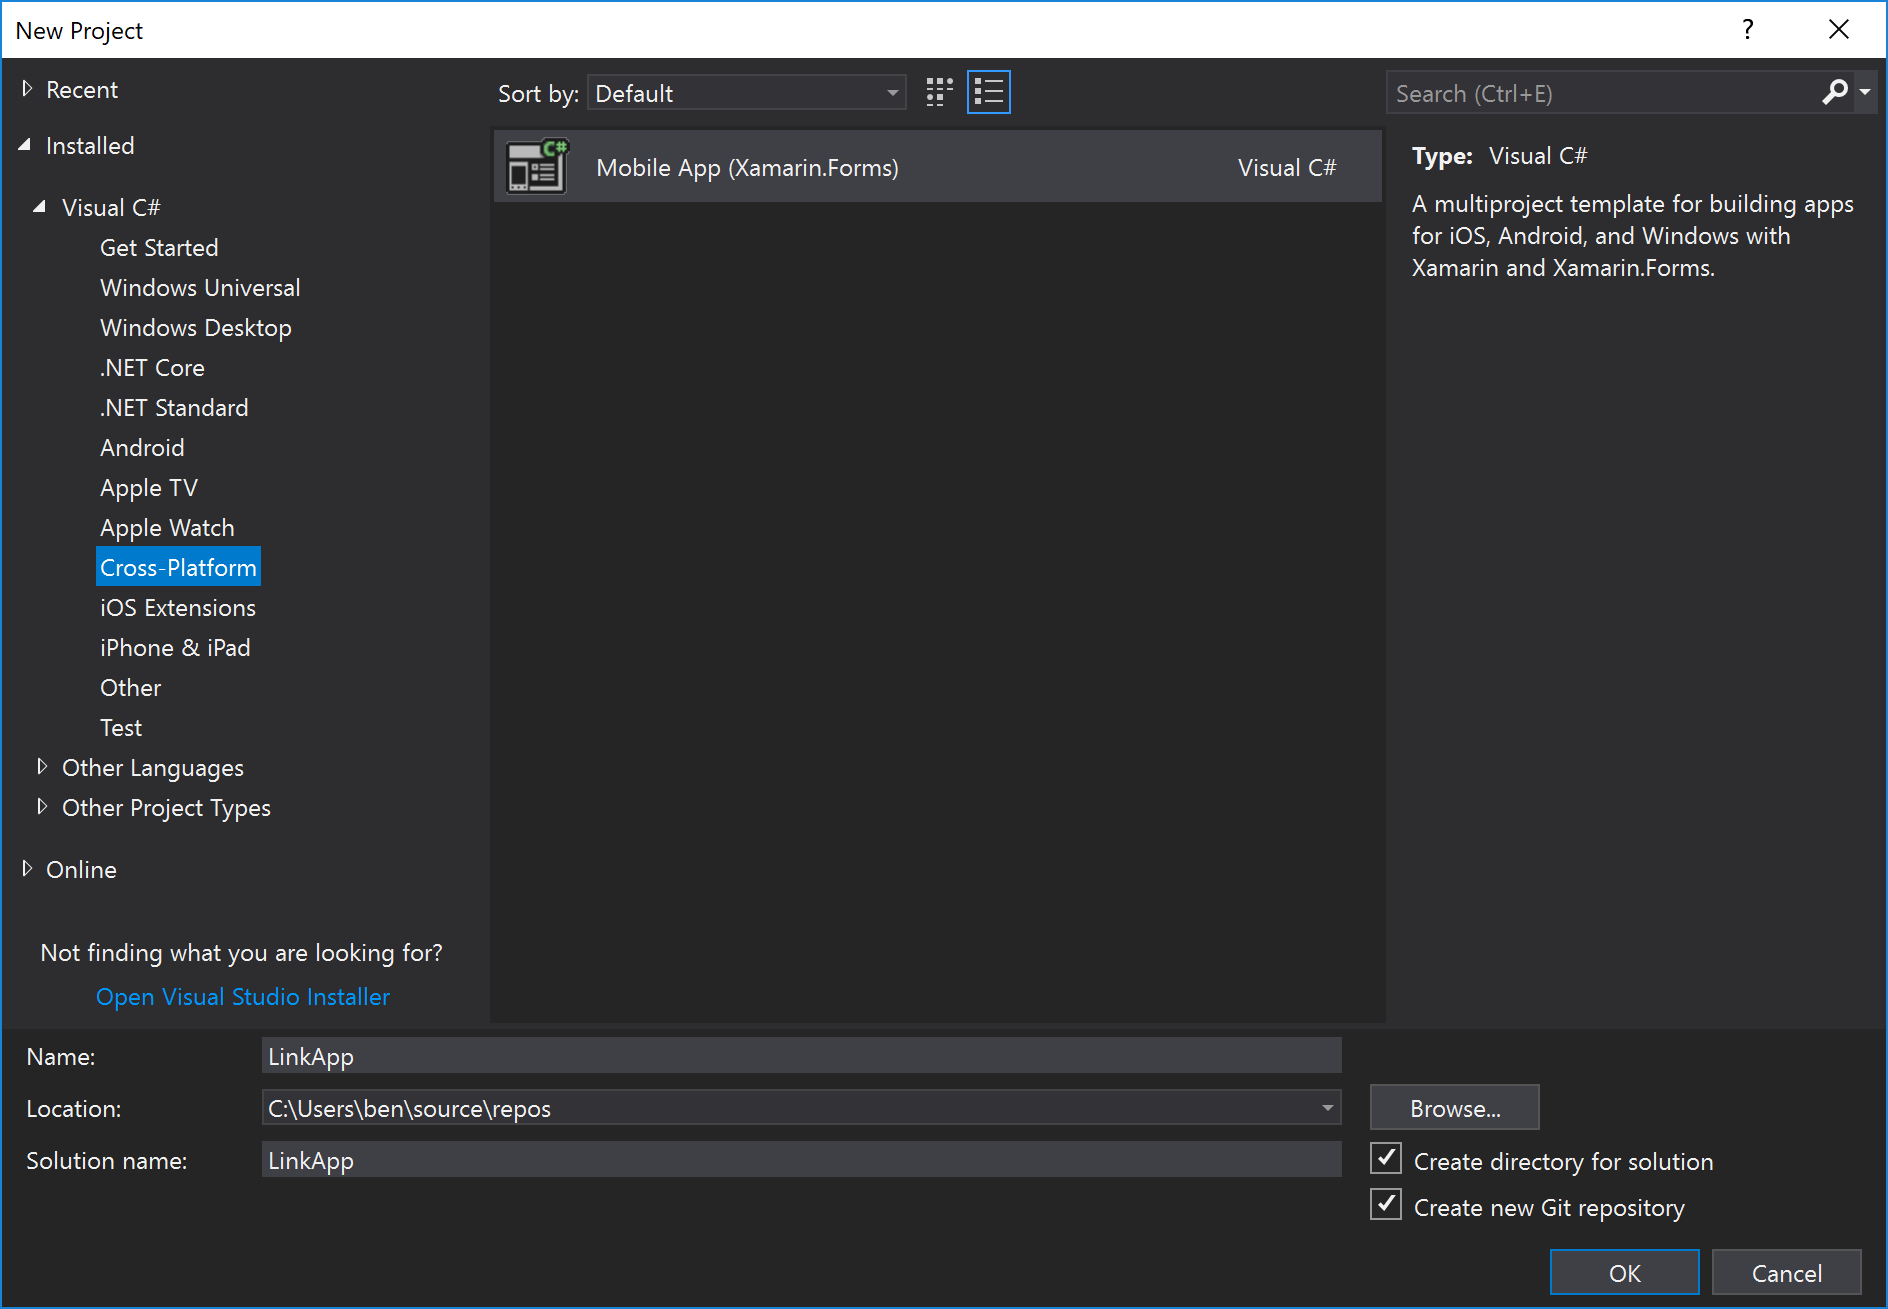 New Project
?
Recent
Installed
Visual C#
Get Started
Windows Universal
Windows Desktop
.NET Core
.NET Standard
Android
Apple TV
Apple Watch
Cross-Platform
iOS Extensions
iPhone & iPad
Other
Test
Other Languages
Other Project Types
Online
Not finding what you are looking for?
Open Visual Studio Installer
Sort by: Default
C#
Mobile App (Xamarin.Forms) Visual C#
Search (Ctrl+E)
Type: Visual C#
A multiproject template for building apps
for iOS, Android, and Windows with
Xamarin and Xamarin.Forms.
Name: LinkApp
Location: C:\Users\ben\source\repos
Browse...
Solution name: LinkApp
Create directory for solution
Create new Git repository
OK
Cancel